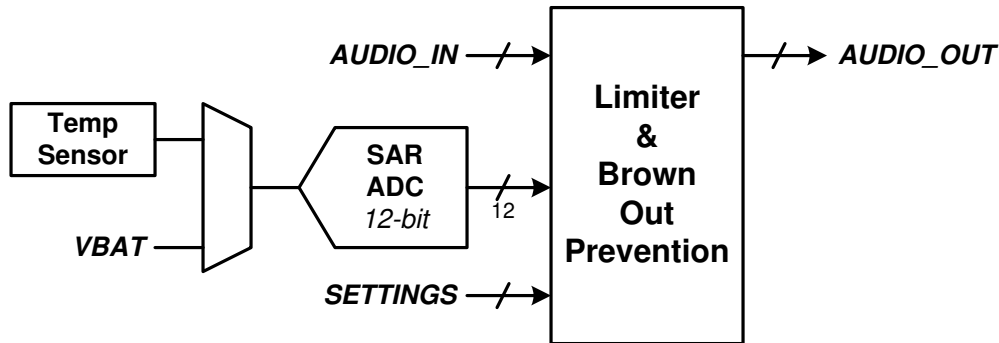 AUDIO_IN
AUDIO_OUT
Limiter
&
Brown
Out
Prevention
Temp
Sensor
SAR
ADC
12-bit
12
VBAT
SETTINGS